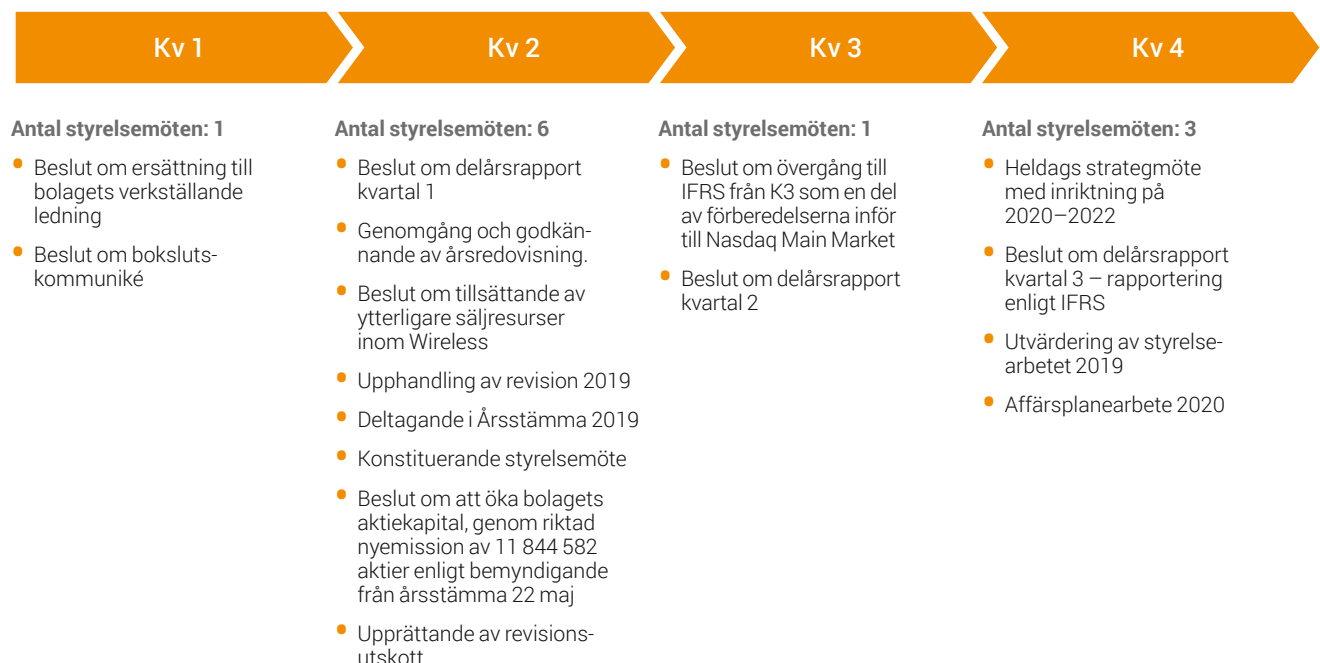 Kv 1
Kv 2
Kv 3
Kv 4
Antal styrelsemöten: 1
• Beslut om ersättning till
bolagets verkställande
ledning
• Beslut om boksluts-
kommuniké
Antal styrelsemöten: 6
• Beslut om delårsrapport
kvartal 1
• Genomgång och godkän-
nande av årsredovisning.
• Beslut om tillsättande av
ytterligare säljresurser
inom Wireless
• Upphandling av revision 2019
• Deltagande i Årsstämma 2019
• Konstituerande styrelsemöte
• Beslut om att öka bolagets
aktiekapital, genom riktad
nyemission av 11 844 582
aktier enligt bemyndigande
från årsstämma 22 maj
• Upprättande av revisions-
utskott
Antal styrelsemöten: 1
• Beslut om övergång till
IFRS från K3 som en del
av förberedelserna inför
till Nasdaq Main Market
• Beslut om delårsrapport
kvartal 2
Antal styrelsemöten: 3
• Heldags strategmöte
med inriktning på
2020–2022
• Beslut om delårsrapport
kvartal 3 – rapportering
enligt IFRS
• Utvärdering av styrelse-
arbetet 2019
• Affärsplanearbete 2020